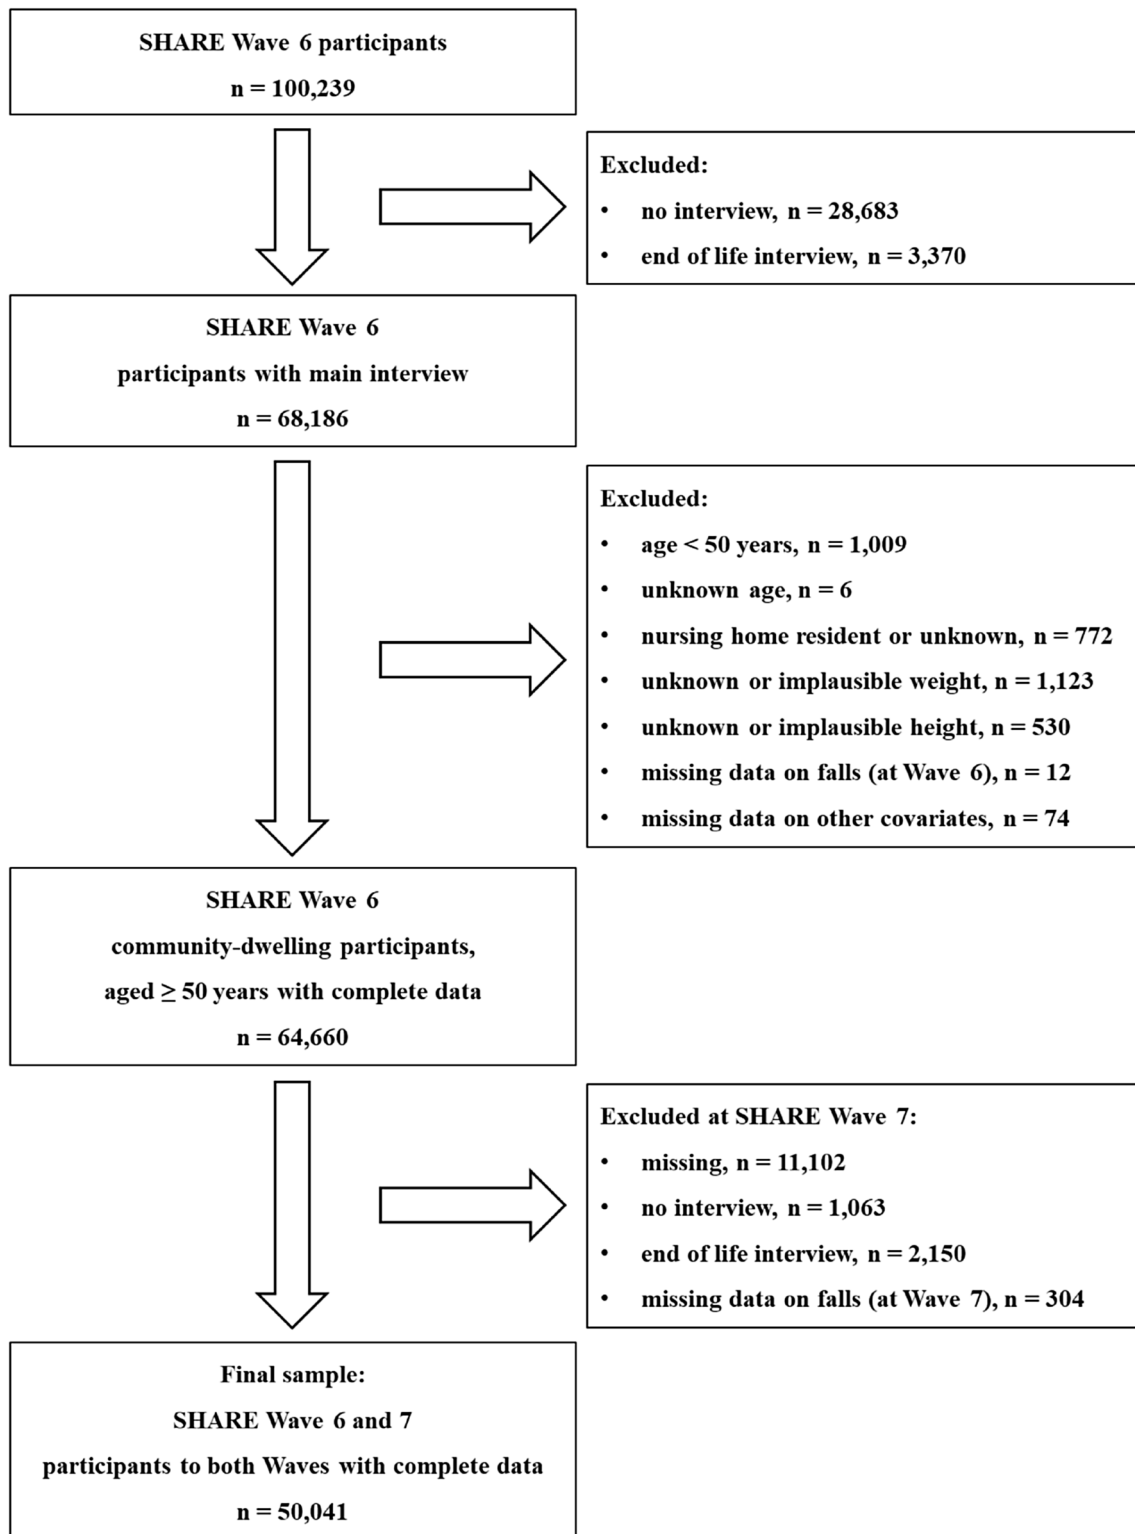 SHARE Wave 6 participants
n = 100,239
Excluded:
• no interview, n = 28,683
• end of life interview, n = 3,370
SHARE Wave 6
participants with main interview
n = 68,186
Excluded:
• age < 50 years, n = 1,009
• unknown age, n = 6
• nursing home resident or unknown, n = 772
• unknown or implausible weight, n = 1,123
• unknown or implausible height, n = 530
• missing data on falls (at Wave 6), n = 12
• missing data on other covariates, n = 74
SHARE Wave 6
community-dwelling participants,
aged ≥ 50 years with complete data
n = 64,660
Excluded at SHARE Wave 7:
• missing, n = 11,102
• no interview, n = 1,063
• end of life interview, n = 2,150
• missing data on falls (at Wave 7), n = 304
Final sample:
SHARE Wave 6 and 7
participants to both Waves with complete data
n = 50,041